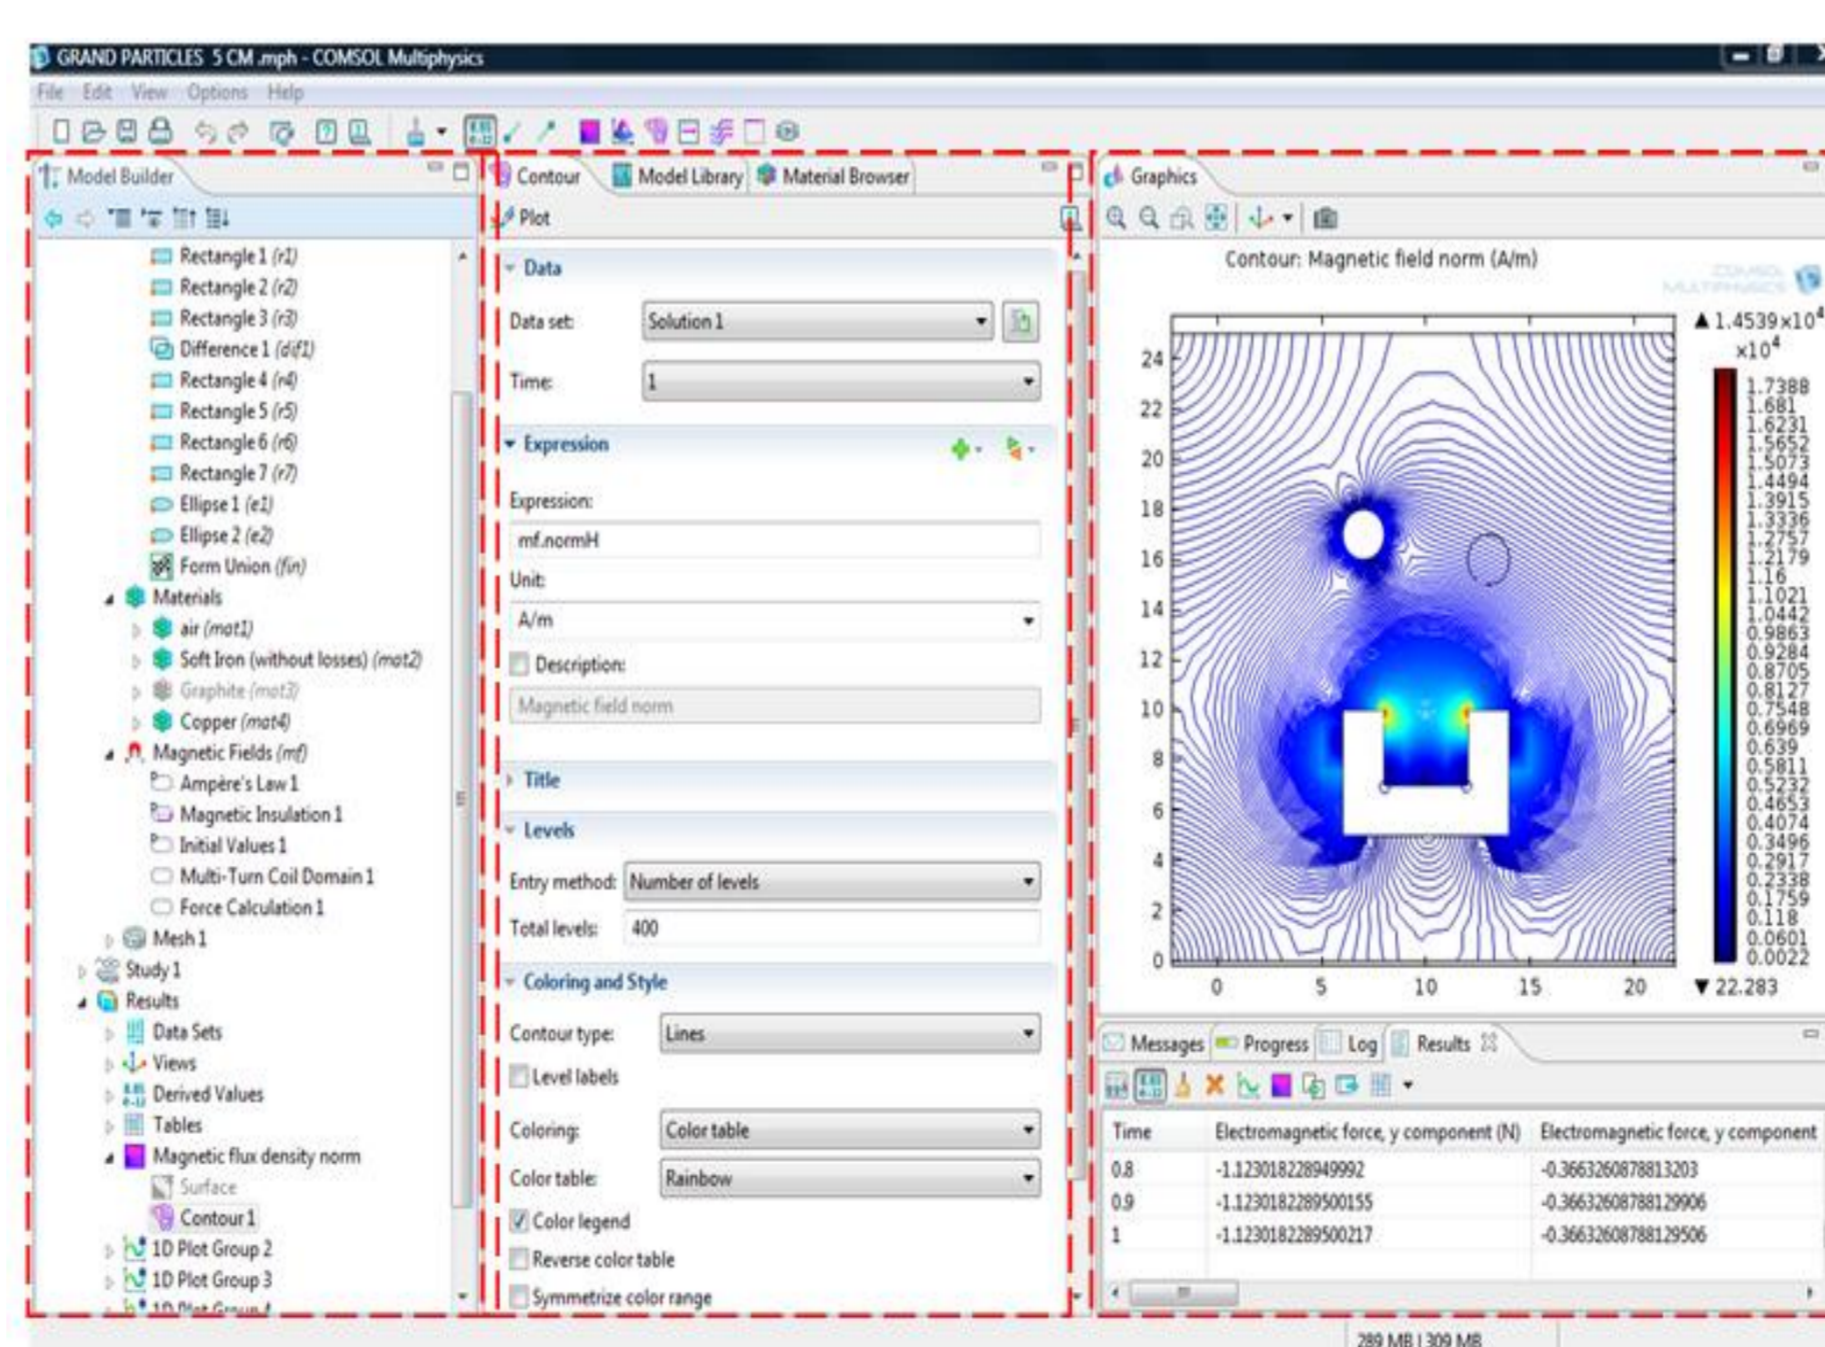 GRAND PARTICLES 5 CM .mph - COMSOL Multiphysics
File Edit View Options Help
Model Builder
Rectangle 1 (r1)
Rectangle 2 (r2)
Rectangle 3 (r3)
Difference 1 (dif1)
Rectangle 4 (r4)
Rectangle 5 (r5)
Rectangle 6 (r6)
Rectangle 7 (r7)
Ellipse 1 (e1)
Ellipse 2 (e2)
Form Union (fin)
Materials
air (mat1)
Soft Iron (without losses) (mat2)
Graphite (mat3)
Copper (mat4)
Magnetic Fields (mf)
Ampère's Law 1
Magnetic Insulation 1
Initial Values 1
Multi-Turn Coil Domain 1
Force Calculation 1
Mesh 1
Study 1
Results
Data Sets
Views
Derived Values
Tables
Magnetic flux density norm
Surface
Contour 1
1D Plot Group 2
1D Plot Group 3
1D Plot Group 4
Contour Model Library Material Browser
Plot
Data
Data set: Solution 1
Time: 1
Expression
Expression:
mf.normH
Unit:
A/m
Description:
Magnetic field norm
Title
Levels
Entry method: Number of levels
Total levels: 400
Coloring and Style
Contour type: Lines
Level labels
Coloring: Color table
Color table: Rainbow
Color legend
Reverse color table
Symmetrize color range
Graphics
Contour: Magnetic field norm (A/m)
COMSOL
MULTIPHYSICS
▲ 1.4539×10⁴
×10⁴
24
22
20
18
16
14
12
10
8
6
4
2
0
0 5 10 15 20
1.7388
1.681
1.6231
1.5652
1.5073
1.4494
1.3915
1.3336
1.2757
1.2179
1.16
1.1021
1.0442
0.9863
0.9284
0.8705
0.8127
0.7548
0.6969
0.639
0.5811
0.5232
0.4653
0.4074
0.3496
0.2917
0.2338
0.1759
0.118
0.0601
0.0022
▼ 22.283
Messages Progress Log Results
Time Electromagnetic force, y component (N) Electromagnetic force, y component
0.8 -1.123018228949992 -0.3663260878813203
0.9 -1.1230182289500155 -0.36632608788129906
1 -1.1230182289500217 -0.36632608788129506
289 MB | 309 MB